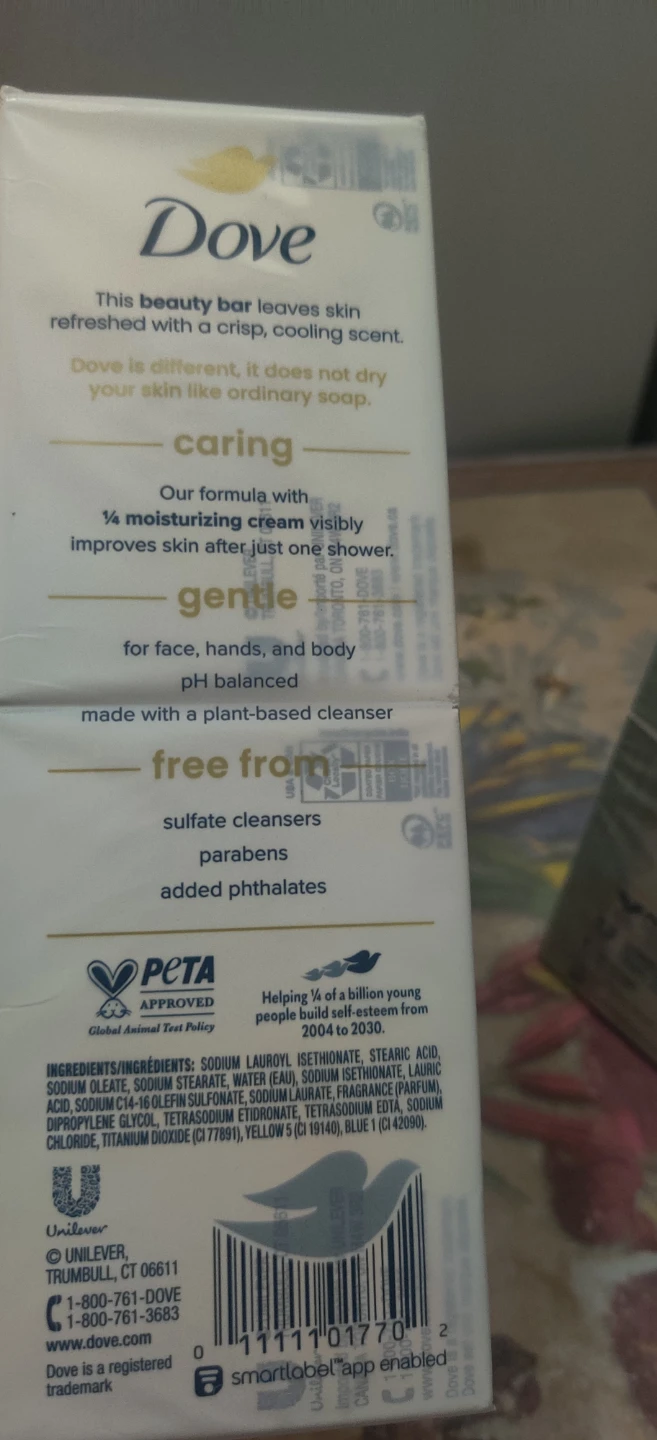 Dove
This beauty bar leaves skin
refreshed with a crisp, cooling scent.
Dove is different, it does not dry
your skin like ordinary soap.
caring
Our formula with
¼ moisturizing cream visibly
improves skin after just one shower.
gentle
for face, hands, and body
pH balanced
made with a plant-based cleanser
free from
sulfate cleansers
parabens
added phthalates
PETA
APPROVED
Global Animal Test Policy
Helping ¼ of a billion young
people build self-esteem from
2004 to 2030.
INGREDIENTS/INGRÉDIENTS: SODIUM LAUROYL ISETHIONATE, STEARIC ACID,
SODIUM OLEATE, SODIUM STEARATE, WATER (EAU), SODIUM ISETHIONATE, LAURIC
ACID, SODIUM C14-16 OLEFIN SULFONATE, SODIUM LAURATE, FRAGRANCE (PARFUM),
DIPROPYLENE GLYCOL, TETRASODIUM ETIDRONATE, TETRASODIUM EDTA, SODIUM
CHLORIDE, TITANIUM DIOXIDE (CI 77891), YELLOW 5 (CI 19140), BLUE 1 (CI 42090).
Unilever
© UNILEVER,
TRUMBULL, CT 06611
1-800-761-DOVE
1-800-761-3683
www.dove.com
Dove is a registered
trademark
0 11111 01770 2
smartlabel™ app enabled